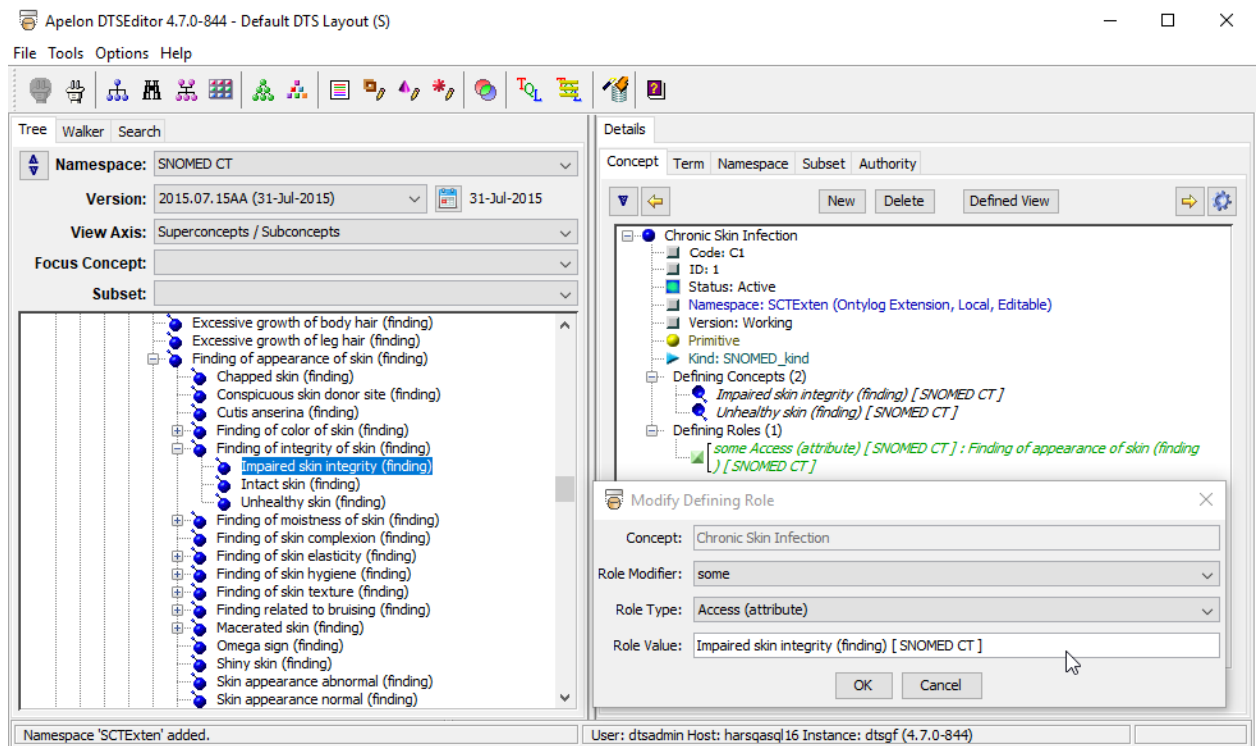 Apelon DTSEditor 4.7.0-844 - Default DTS Layout (S)
File Tools Options Help
Tree Walker Search
Namespace: SNOMED CT
Version: 2015.07.15AA (31-Jul-2015) 31-Jul-2015
View Axis: Superconcepts / Subconcepts
Focus Concept:
Subset:
Excessive growth of body hair (finding)
Excessive growth of leg hair (finding)
Finding of appearance of skin (finding)
Chapped skin (finding)
Conspicuous skin donor site (finding)
Cutis anserina (finding)
Finding of color of skin (finding)
Finding of integrity of skin (finding)
Impaired skin integrity (finding)
Intact skin (finding)
Unhealthy skin (finding)
Finding of moistness of skin (finding)
Finding of skin complexion (finding)
Finding of skin elasticity (finding)
Finding of skin hygiene (finding)
Finding of skin texture (finding)
Finding related to bruising (finding)
Macerated skin (finding)
Omega sign (finding)
Shiny skin (finding)
Skin appearance abnormal (finding)
Skin appearance normal (finding)
Details
Concept Term Namespace Subset Authority
New Delete Defined View
Chronic Skin Infection
Code: C1
ID: 1
Status: Active
Namespace: SCTExten (Ontylog Extension, Local, Editable)
Version: Working
Primitive
Kind: SNOMED_kind
Defining Concepts (2)
Impaired skin integrity (finding) [ SNOMED CT ]
Unhealthy skin (finding) [ SNOMED CT ]
Defining Roles (1)
some Access (attribute) [ SNOMED CT ] : Finding of appearance of skin (finding
) [ SNOMED CT ]
Modify Defining Role
Concept: Chronic Skin Infection
Role Modifier: some
Role Type: Access (attribute)
Role Value: Impaired skin integrity (finding) [ SNOMED CT ]
OK Cancel
Namespace 'SCTExten' added.
User: dtsadmin Host: harsqasql16 Instance: dtsgf (4.7.0-844)